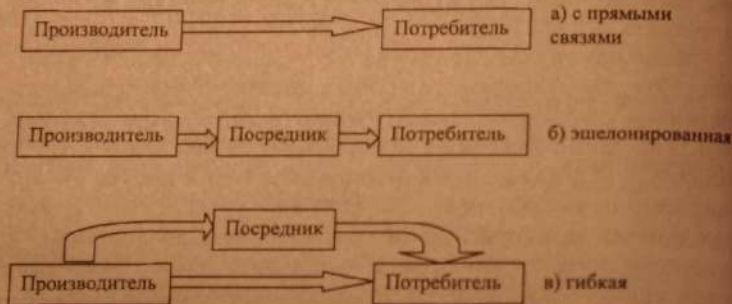 Производитель Потребитель а) с прямыми
связями
Производитель Посредник Потребитель б) эшелонированная
Посредник
Производитель Потребитель в) гибкая